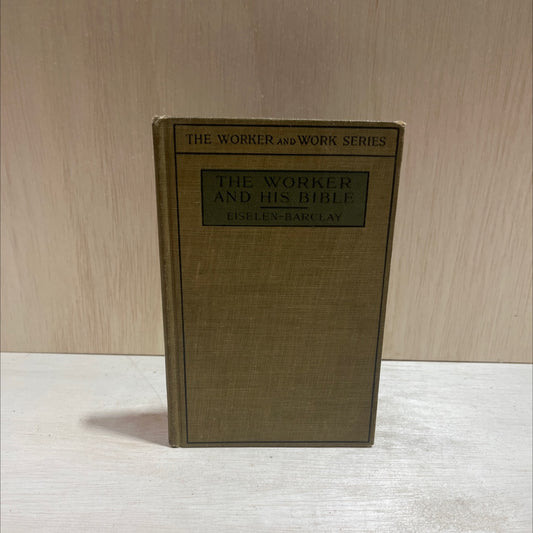 THE WORKER AND WORK SERIES
THE WORKER
AND HIS BIBLE
EISELEN-BARCLAY